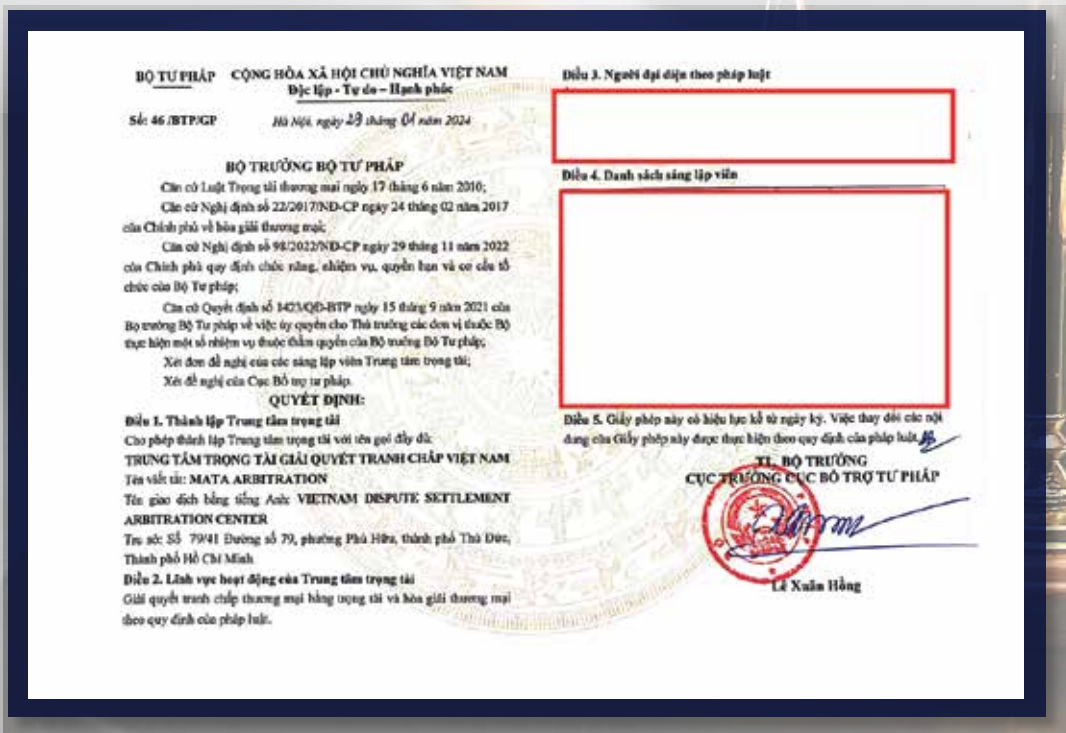 BỘ TƯ PHÁP
CỘNG HÒA XÃ HỘI CHỦ NGHĨA VIỆT NAM
Độc lập - Tự do – Hạnh phúc
Số: 46 /BTP/GP
Hà Nội, ngày 29 tháng 01 năm 2024
BỘ TRƯỞNG BỘ TƯ PHÁP
Căn cứ Luật Trọng tài thương mại ngày 17 tháng 6 năm 2010;
Căn cứ Nghị định số 22/2017/NĐ-CP ngày 24 tháng 02 năm 2017
của Chính phủ về hòa giải thương mại;
Căn cứ Nghị định số 98/2022/NĐ-CP ngày 29 tháng 11 năm 2022
của Chính phủ quy định chức năng, nhiệm vụ, quyền hạn và cơ cấu tổ
chức của Bộ Tư pháp;
Căn cứ Quyết định số 1423/QĐ-BTP ngày 15 tháng 9 năm 2021 của
Bộ trưởng Bộ Tư pháp về việc ủy quyền cho Thủ trưởng các đơn vị thuộc Bộ
thực hiện một số nhiệm vụ thuộc thẩm quyền của Bộ trưởng Bộ Tư pháp;
Xét đơn đề nghị của các sáng lập viên Trung tâm trọng tài;
Xét đề nghị của Cục Bổ trợ tư pháp.
QUYẾT ĐỊNH:
Điều 1. Thành lập Trung tâm trọng tài
Cho phép thành lập Trung tâm trọng tài với tên gọi đầy đủ:
TRUNG TÂM TRỌNG TÀI GIẢI QUYẾT TRANH CHẤP VIỆT NAM
Tên viết tắt: MATA ARBITRATION
Tên giao dịch bằng tiếng Anh: VIETNAM DISPUTE SETTLEMENT
ARBITRATION CENTER
Trụ sở: Số 79/41 Đường số 79, phường Phú Hữu, thành phố Thủ Đức,
Thành phố Hồ Chí Minh
Điều 2. Lĩnh vực hoạt động của Trung tâm trọng tài
Giải quyết tranh chấp thương mại bằng trọng tài và hòa giải thương mại
theo quy định của pháp luật.
Điều 3. Người đại diện theo pháp luật
Điều 4. Danh sách sáng lập viên
Điều 5. Giấy phép này có hiệu lực kể từ ngày ký. Việc thay đổi các nội
dung của Giấy phép này được thực hiện theo quy định của pháp luật.
TL. BỘ TRƯỞNG
CỤC TRƯỞNG CỤC BỔ TRỢ TƯ PHÁP
Lê Xuân Hồng